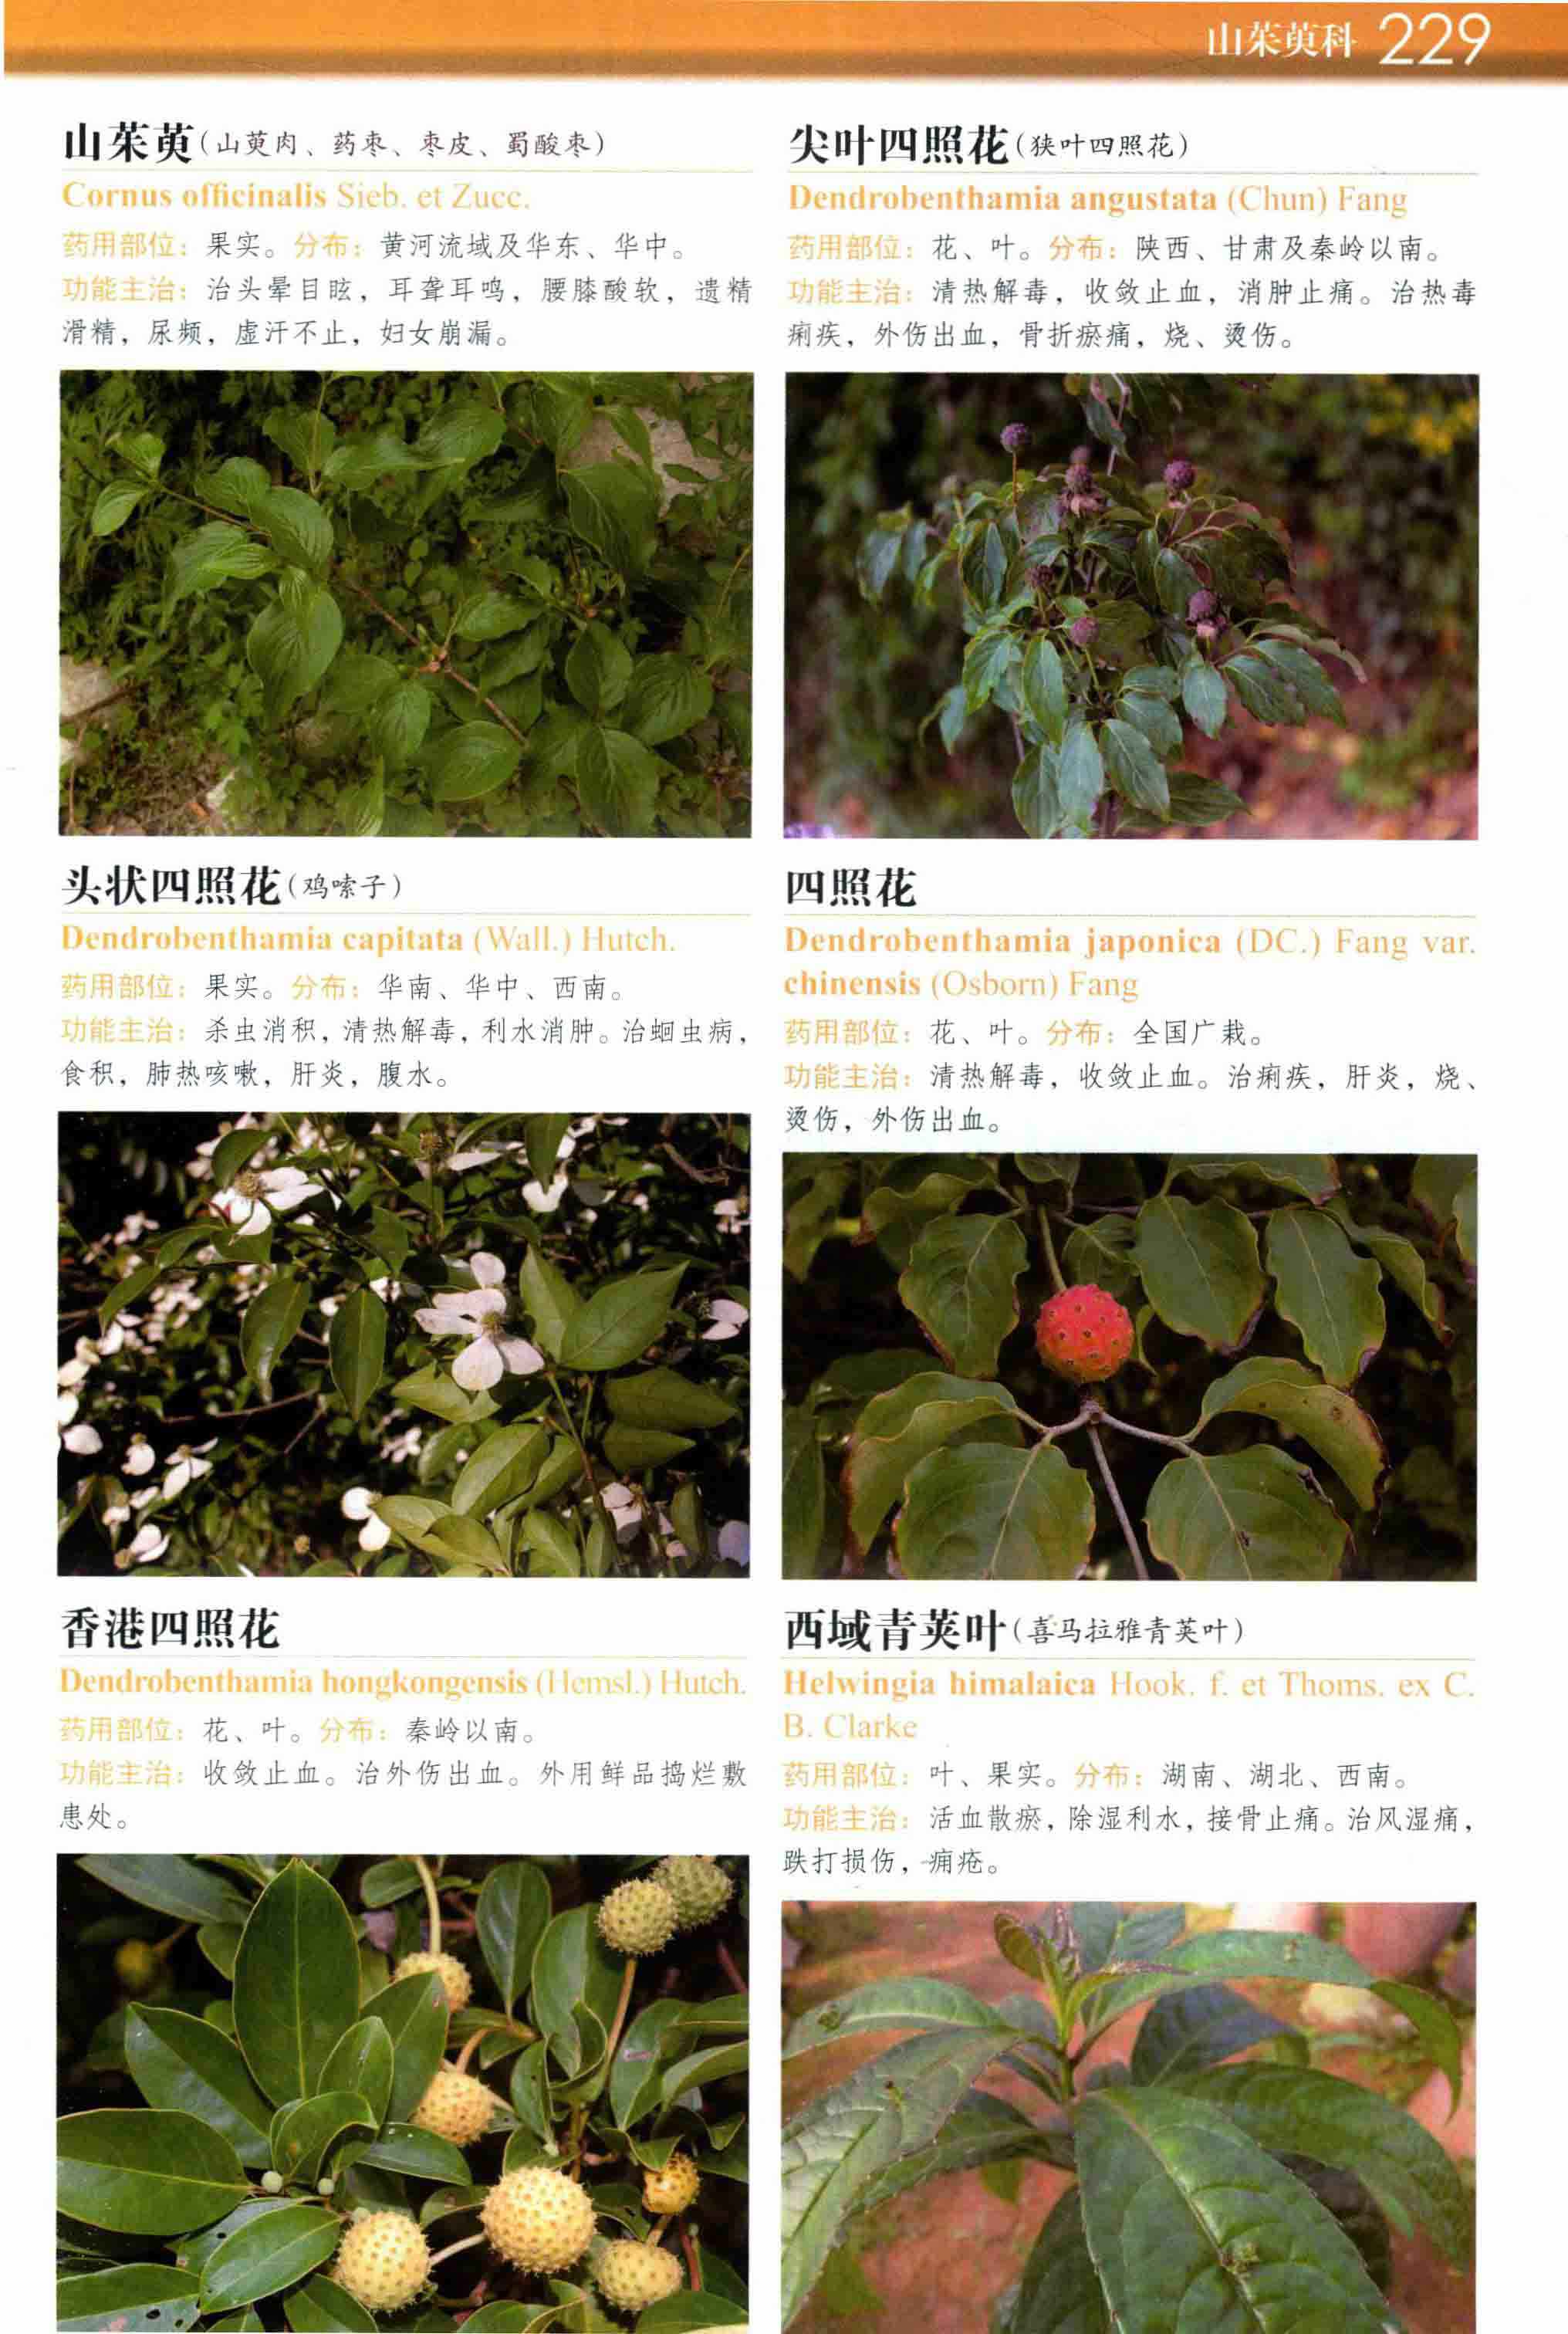 山茱萸科 229
山茱萸(山萸肉、药枣、枣皮、蜀酸枣)
Cornus officinalis Sieb. et Zucc.
药用部位：果实。分布：黄河流域及华东、华中。
功能主治：治头晕目眩，耳聋耳鸣，腰膝酸软，遗精
滑精，尿频，虚汗不止，妇女崩漏。
头状四照花(鸡嗉子)
Dendrobenthamia capitata (Wall.) Hutch.
药用部位：果实。分布：华南、华中、西南。
功能主治：杀虫消积，清热解毒，利水消肿。治蛔虫病，
食积，肺热咳嗽，肝炎，腹水。
香港四照花
Dendrobenthamia hongkongensis (Hemsl.) Hutch.
药用部位：花、叶。分布：秦岭以南。
功能主治：收敛止血。治外伤出血。外用鲜品捣烂敷
患处。
尖叶四照花(狭叶四照花)
Dendrobenthamia angustata (Chun) Fang
药用部位：花、叶。分布：陕西、甘肃及秦岭以南。
功能主治：清热解毒，收敛止血，消肿止痛。治热毒
痢疾，外伤出血，骨折瘀痛，烧、烫伤。
四照花
Dendrobenthamia japonica (DC.) Fang var.
chinensis (Osborn) Fang
药用部位：花、叶。分布：全国广栽。
功能主治：清热解毒，收敛止血。治痢疾，肝炎，烧、
烫伤，外伤出血。
西域青荚叶(喜马拉雅青荚叶)
Helwingia himalaica Hook. f. et Thoms. ex C.
B. Clarke
药用部位：叶、果实。分布：湖南、湖北、西南。
功能主治：活血散瘀，除湿利水，接骨止痛。治风湿痛，
跌打损伤，痈疮。